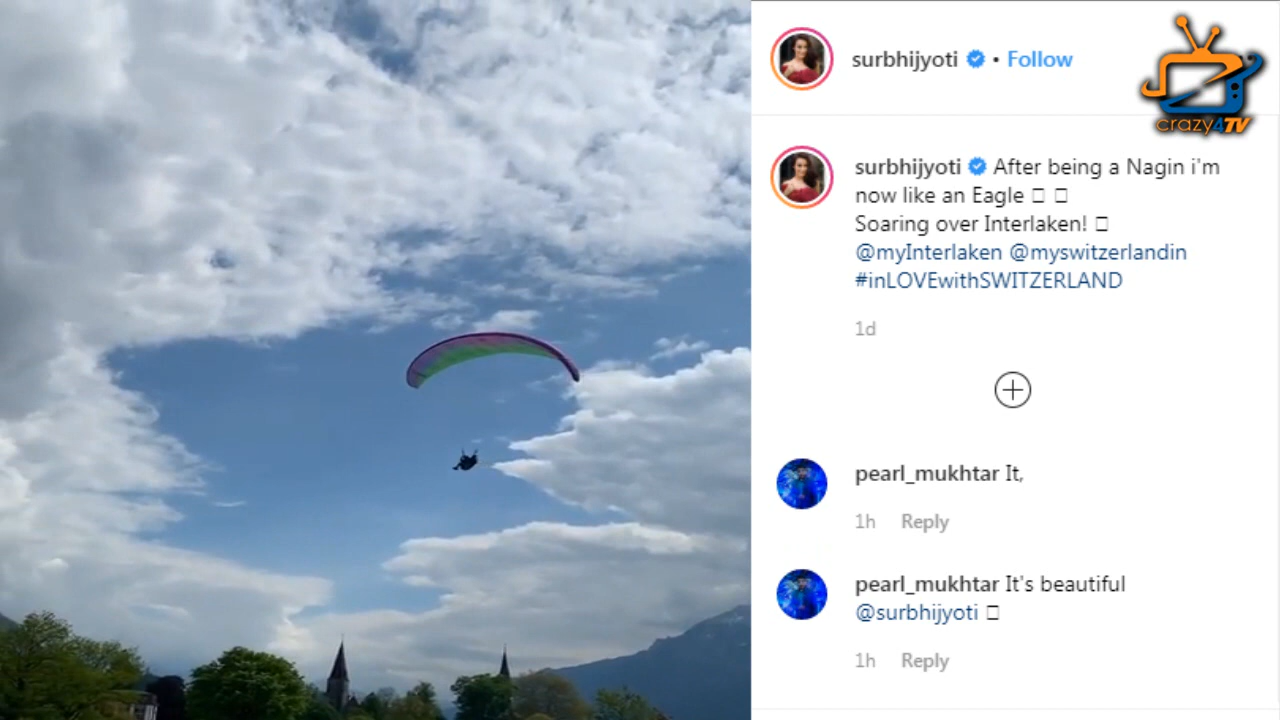 surbhijyoti • Follow
crazy4TV
surbhijyoti After being a Nagin i'm
now like an Eagle
Soaring over Interlaken!
@myInterlaken @myswitzerlandin
#inLOVEwithSWITZERLAND
1d
pearl_mukhtar It,
1h Reply
pearl_mukhtar It's beautiful
@surbhijyoti
1h Reply